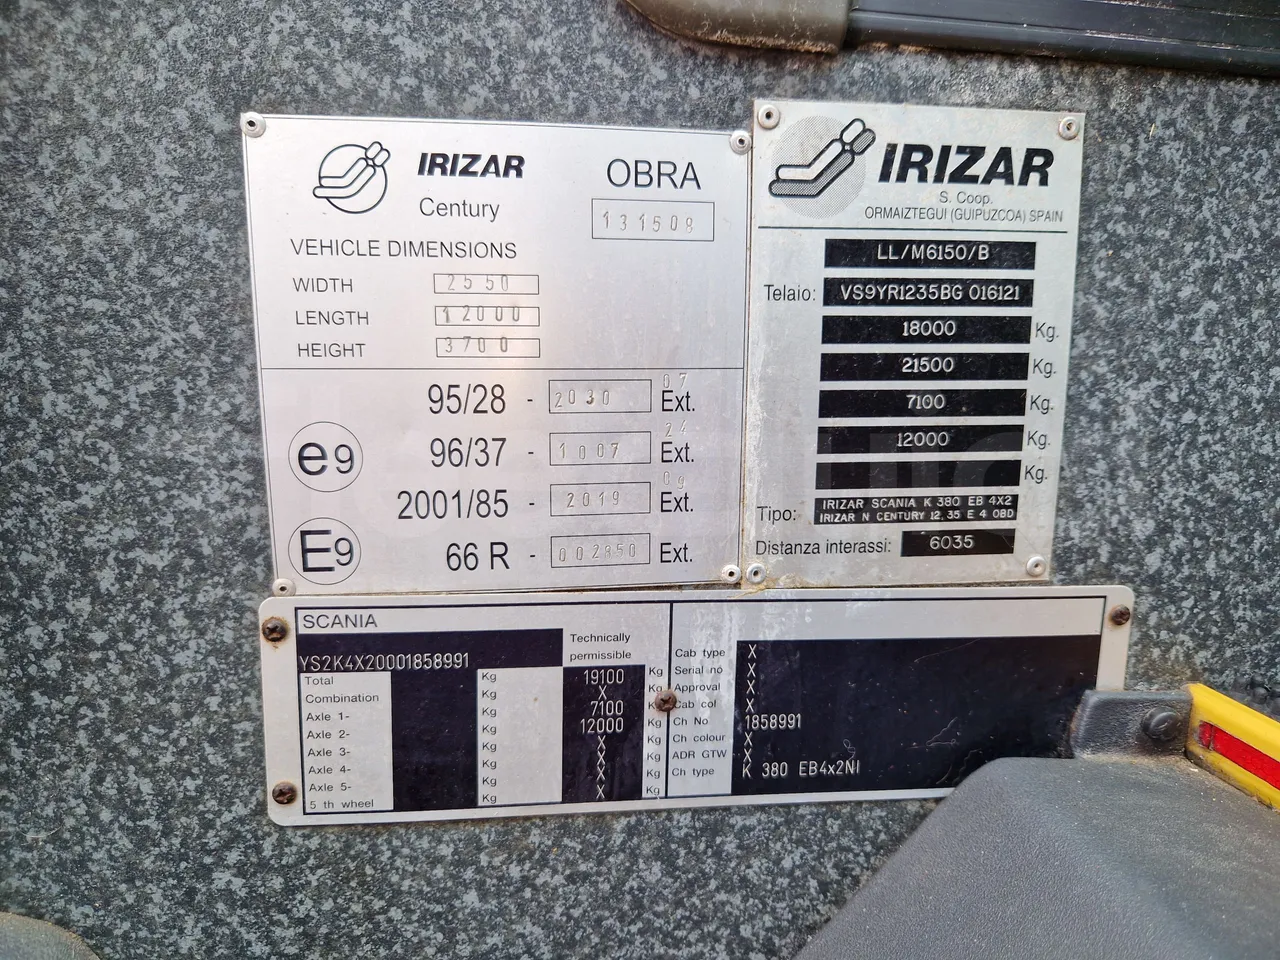 IRIZAR
Century
OBRA
131508
VEHICLE DIMENSIONS
WIDTH 2550
LENGTH 12000
HEIGHT 3700
e9
95/28 - 2030 Ext. 07
96/37 - 1007 Ext. 24
2001/85 - 2019 Ext. 09
E9
66 R - 002850 Ext.
IRIZAR
S. Coop.
ORMAIZTEGUI (GUIPUZCOA) SPAIN
LL/M6150/B
Telaio: VS9YR1235BG 016121
18000 Kg.
21500 Kg.
7100 Kg.
12000 Kg.
Kg.
Tipo: IRIZAR SCANIA K 380 EB 4X2
IRIZAR N CENTURY 12,35 E 4 OBD
Distanza interassi: 6035
SCANIA
YS2K4X20001858991
Technically
permissible
Total Kg 19100 Kg
Combination Kg X Kg
Axle 1- Kg 7100 Kg
Axle 2- Kg 12000 Kg
Axle 3- Kg X Kg
Axle 4- Kg X Kg
Axle 5- Kg X Kg
5 th wheel Kg X Kg
Cab type X
Serial no X
Approval X
Cab col X
Ch No 1858991
Ch colour X
ADR GTW X
Ch type K 380 EB4x2NI